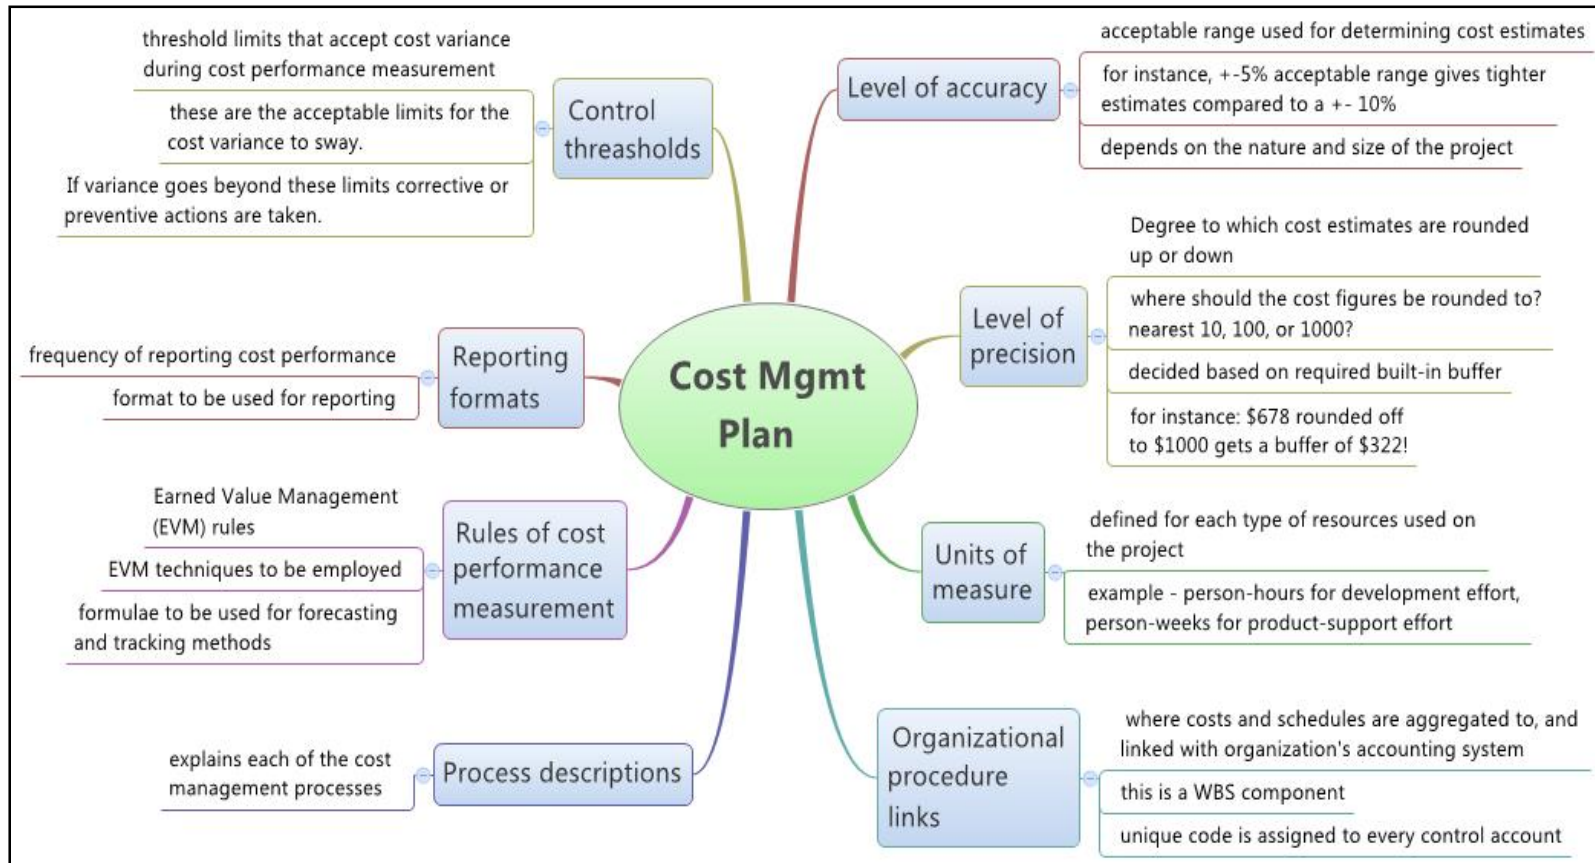 Cost Mgmt
Plan
Level of accuracy
acceptable range used for determining cost estimates
for instance, +-5% acceptable range gives tighter
estimates compared to a +- 10%
depends on the nature and size of the project
Level of
precision
Degree to which cost estimates are rounded
up or down
where should the cost figures be rounded to?
nearest 10, 100, or 1000?
decided based on required built-in buffer
for instance: $678 rounded off
to $1000 gets a buffer of $322!
Units of
measure
defined for each type of resources used on
the project
example - person-hours for development effort,
person-weeks for product-support effort
Organizational
procedure
links
where costs and schedules are aggregated to, and
linked with organization's accounting system
this is a WBS component
unique code is assigned to every control account
Control
threasholds
threshold limits that accept cost variance
during cost performance measurement
these are the acceptable limits for the
cost variance to sway.
If variance goes beyond these limits corrective or
preventive actions are taken.
Reporting
formats
frequency of reporting cost performance
format to be used for reporting
Rules of cost
performance
measurement
Earned Value Management
(EVM) rules
EVM techniques to be employed
formulae to be used for forecasting
and tracking methods
Process descriptions
explains each of the cost
management processes